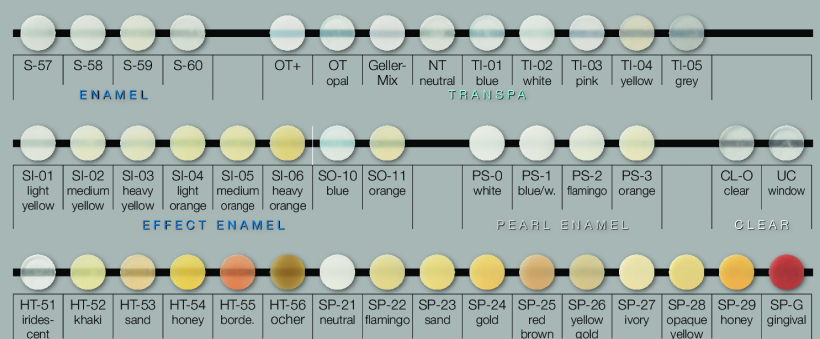 S-57 S-58 S-59 S-60 OT+ OT opal Geller-Mix NT neutral TI-01 blue TI-02 white TI-03 pink TI-04 yellow TI-05 grey
ENAMEL TRANSPA
SI-01 light yellow SI-02 medium yellow SI-03 heavy yellow SI-04 light orange SI-05 medium orange SI-06 heavy orange SO-10 blue SO-11 orange PS-0 white PS-1 blue/w. PS-2 flamingo PS-3 orange CL-O clear UC window
EFFECT ENAMEL PEARL ENAMEL CLEAR
HT-51 irides-cent HT-52 khaki HT-53 sand HT-54 honey HT-55 borde. HT-56 ocher SP-21 neutral SP-22 flamingo SP-23 sand SP-24 gold SP-25 red brown SP-26 yellow gold SP-27 ivory SP-28 opaque yellow SP-29 honey SP-G gingival